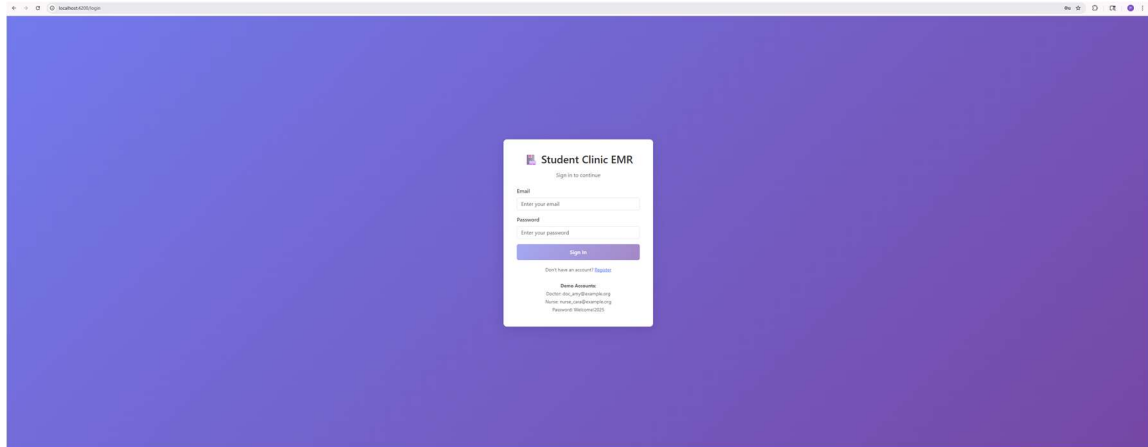 localhost:4200/login
Student Clinic EMR
Sign in to continue
Email
Enter your email
Password
Enter your password
Sign In
Don't have an account? Register
Demo Accounts:
Doctor: doc_amy@example.org
Nurse: nurse_cara@example.org
Password: Welcome!2025